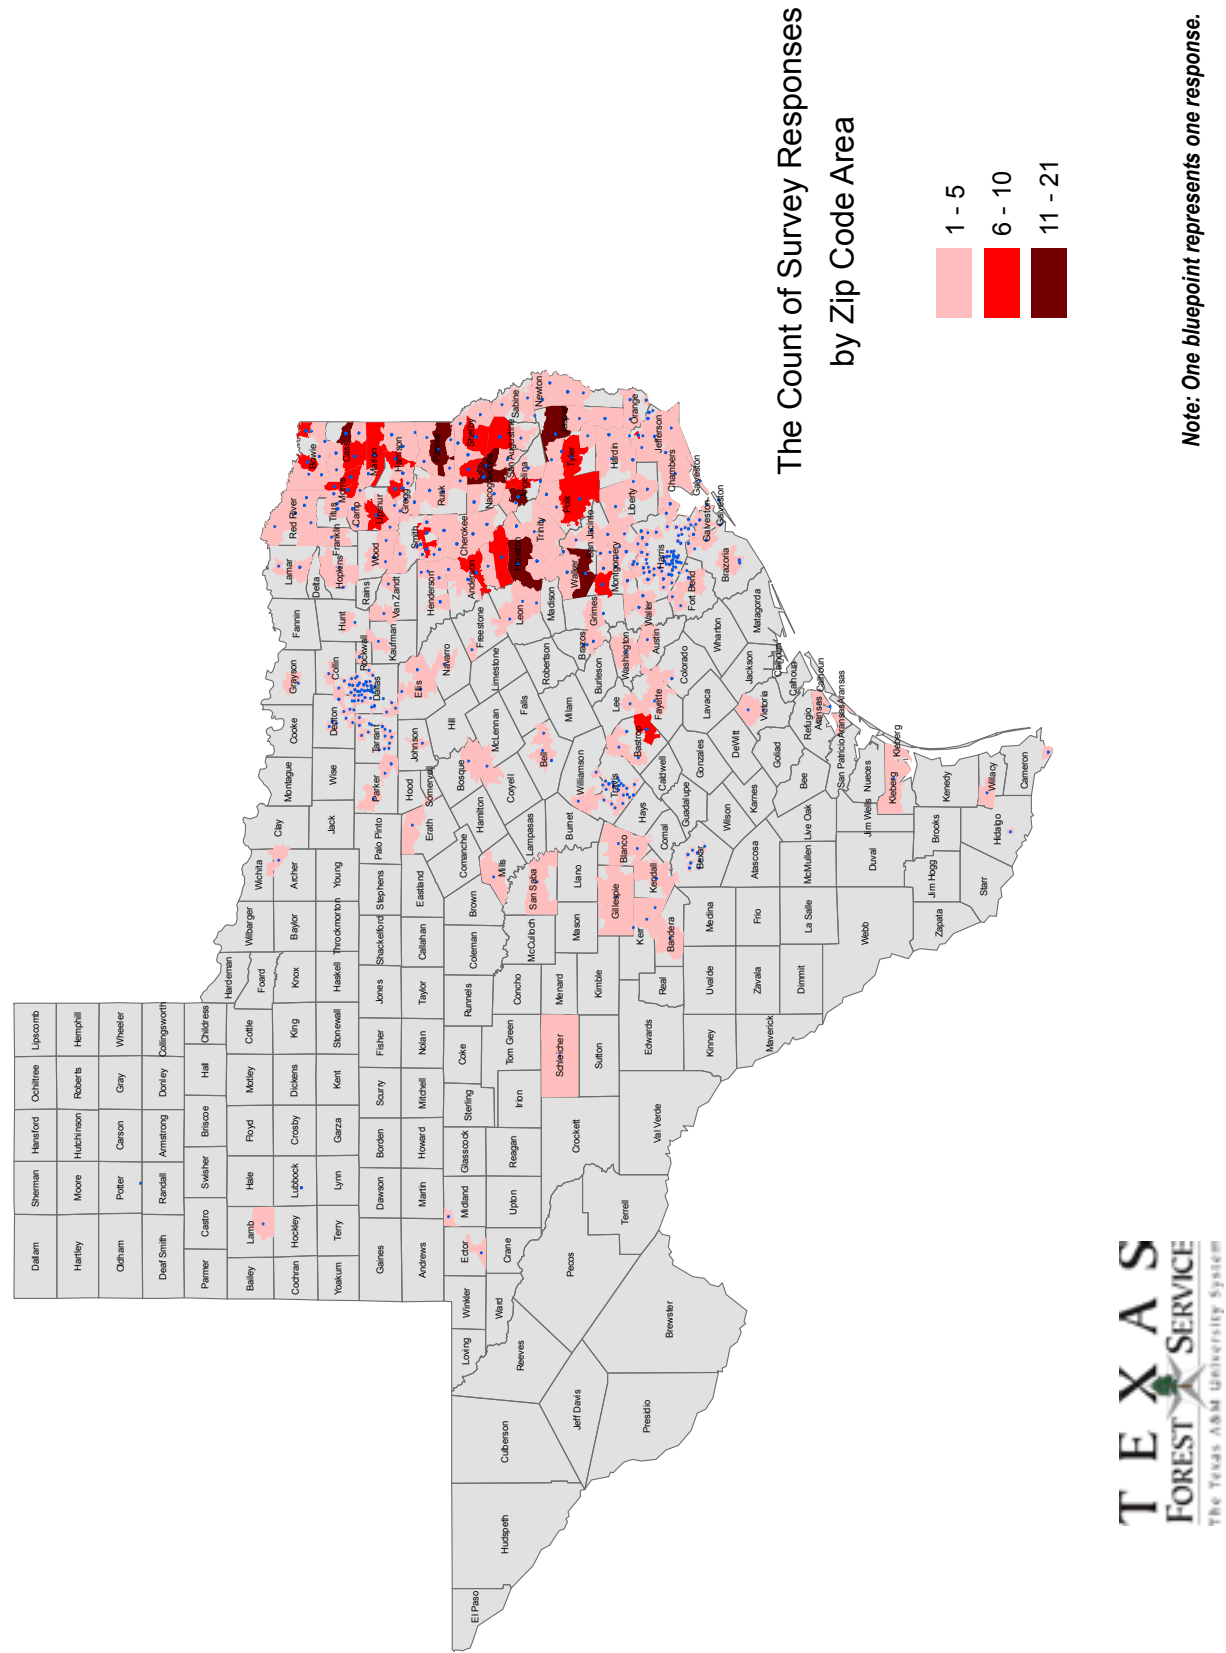 The Count of Survey Responses
by Zip Code Area
1 - 5
6 - 10
11 - 21
Note: One bluepoint represents one response.
TEXAS
FOREST SERVICE
The Texas A&M University System
Dallam
Sherman
Hansford
Ochiltree
Lipscomb
Hartley
Moore
Hutchinson
Roberts
Hemphill
Oldham
Potter
Carson
Gray
Wheeler
Deaf Smith
Randall
Armstrong
Donley
Collingsworth
Parmer
Castro
Swisher
Briscoe
Hall
Childress
Bailey
Lamb
Hale
Floyd
Motley
Cottle
Foard
Hardeman
Wilbarger
Wichita
Clay
Montague
Cooke
Grayson
Fannin
Lamar
Red River
Bowie
Cochran
Hockley
Lubbock
Crosby
Dickens
King
Knox
Baylor
Archer
Delta
Yoakum
Terry
Lynn
Garza
Kent
Stonewall
Haskell
Throckmorton
Young
Jack
Wise
Denton
Collin
Hunt
Hopkins
Franklin
Titus
Morris
Cass
Camp
Gaines
Dawson
Borden
Scurry
Fisher
Jones
Shackelford
Stephens
Palo Pinto
Parker
Tarrant
Dallas
Rockwall
Rains
Wood
Upshur
Marion
Kaufman
Van Zandt
Harrison
Gregg
Andrews
Martin
Howard
Mitchell
Nolan
Taylor
Callahan
Eastland
Erath
Hood
Somervell
Johnson
Ellis
Henderson
Smith
Rusk
Loving
Winkler
Ector
Midland
Glasscock
Sterling
Coke
Runnels
Coleman
Brown
Comanche
Hamilton
Bosque
Hill
Navarro
Anderson
Cherokee
Shelby
El Paso
Hudspeth
Culberson
Reeves
Ward
Crane
Upton
Reagan
Irion
Tom Green
Concho
McCulloch
San Saba
Mills
Lampasas
Coryell
McLennan
Limestone
Freestone
Leon
Falls
San Augustine
Sabine
Angelina
Trinity
Newton
Jeff Davis
Pecos
Crockett
Schleicher
Menard
Mason
Llano
Burnet
Bell
Milam
Robertson
Madison
Walker
Polk
Tyler
San Jacinto
Hardin
Presidio
Brewster
Terrell
Val Verde
Sutton
Kimble
Gillespie
Blanco
Williamson
Travis
Bastrop
Lee
Burleson
Brazos
Grimes
Montgomery
Liberty
Orange
Jefferson
Chambers
Edwards
Real
Kerr
Bandera
Kendall
Comal
Hays
Caldwell
Fayette
Washington
Austin
Waller
Harris
Galveston
Galveston
Galveston
Kinney
Uvalde
Medina
Bexar
Guadalupe
Gonzales
Lavaca
Colorado
Wharton
Fort Bend
Brazoria
Matagorda
Maverick
Zavala
Frio
Atascosa
Wilson
Karnes
DeWitt
Victoria
Jackson
Calhoun
Calhoun
Calhoun
Dimmit
La Salle
McMullen
Live Oak
Bee
Goliad
Refugio
Aransas
Aransas
Aransas
San Patricio
Webb
Duval
Jim Wells
Nueces
Kleberg
Kleberg
Zapata
Jim Hogg
Brooks
Kenedy
Starr
Hidalgo
Willacy
Cameron